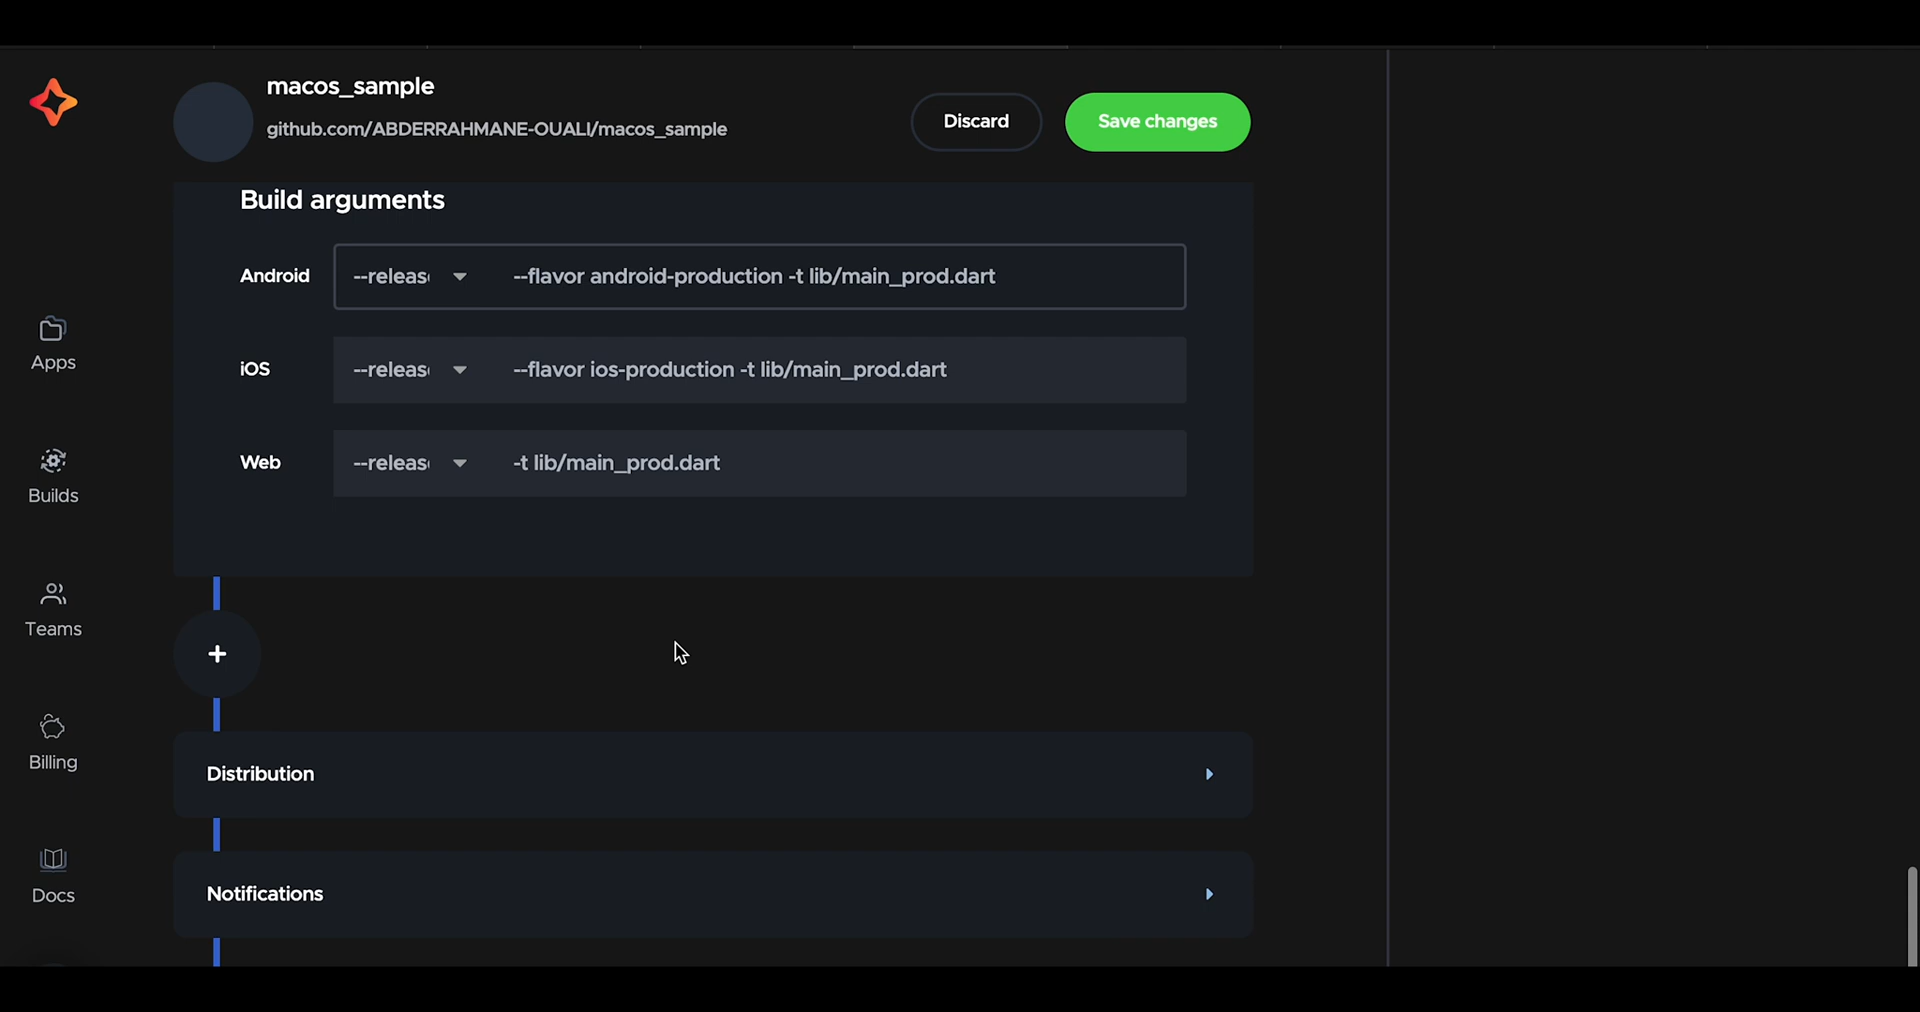 macos_sample
github.com/ABDERRAHMANE-OUALI/macos_sample
Discard
Save changes
Build arguments
Android
--releas
--flavor android-production -t lib/main_prod.dart
iOS
--releas
--flavor ios-production -t lib/main_prod.dart
Web
--releas
-t lib/main_prod.dart
+
Distribution
Notifications
Apps
Builds
Teams
Billing
Docs